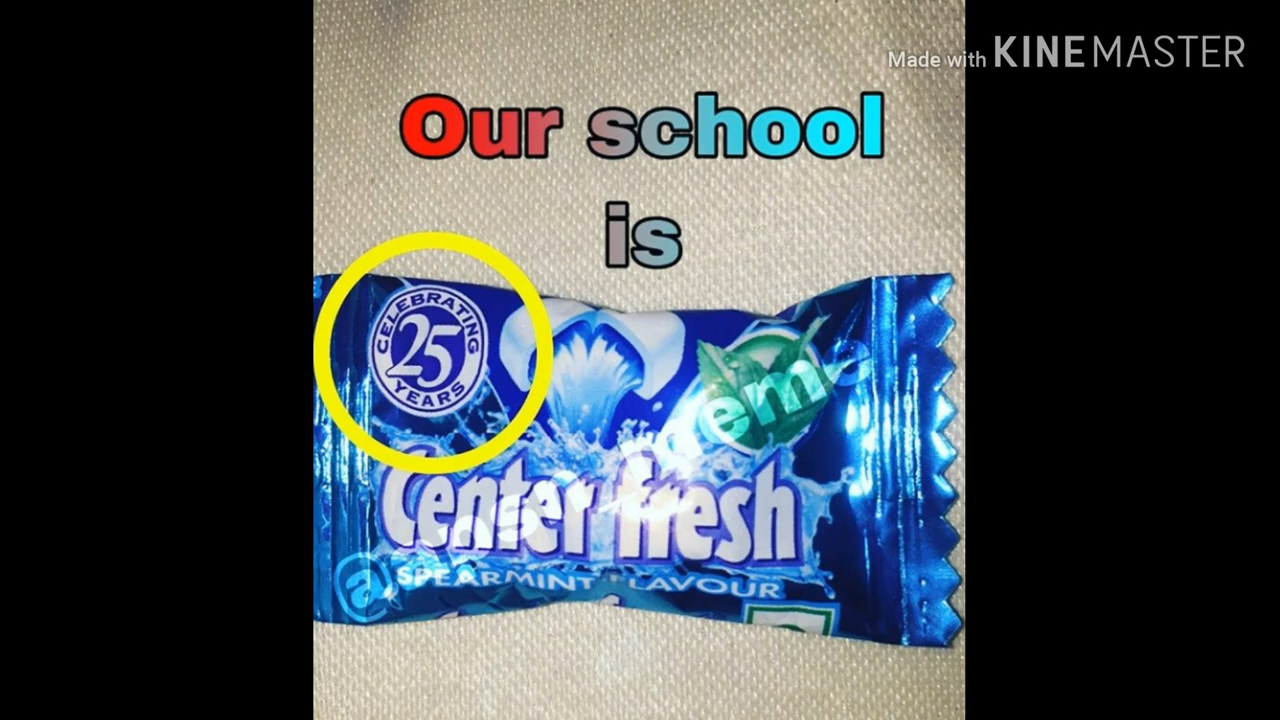 Made with KINEMASTER
Our school
is
CELEBRATING
25
YEARS
Center fresh
SPEARMINT FLAVOUR